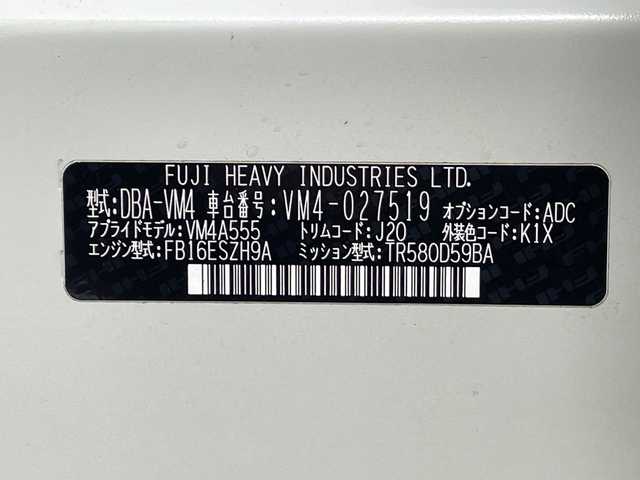 FUJI HEAVY INDUSTRIES LTD.
型式:DBA-VM4 車台番号:VM4-027519 オプションコード:ADC
アプライドモデル:VM4A555 トリムコード:J20 外装色コード:K1X
エンジン型式:FB16ESZH9A ミッション型式:TR580D59BA